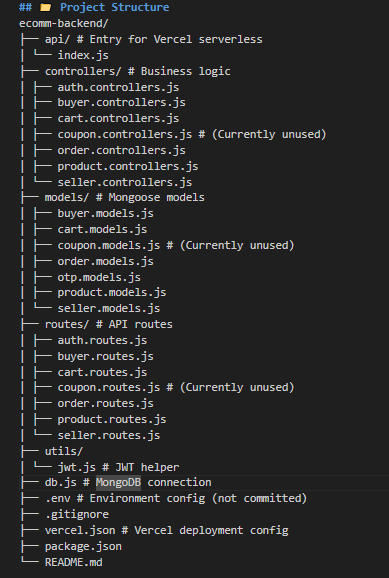 ## 📂 Project Structure
ecomm-backend/
├── api/ # Entry for Vercel serverless
│ └── index.js
├── controllers/ # Business logic
│ ├── auth.controllers.js
│ ├── buyer.controllers.js
│ ├── cart.controllers.js
│ ├── coupon.controllers.js # (Currently unused)
│ ├── order.controllers.js
│ ├── product.controllers.js
│ └── seller.controllers.js
├── models/ # Mongoose models
│ ├── buyer.models.js
│ ├── cart.models.js
│ ├── coupon.models.js # (Currently unused)
│ ├── order.models.js
│ ├── otp.models.js
│ ├── product.models.js
│ └── seller.models.js
├── routes/ # API routes
│ ├── auth.routes.js
│ ├── buyer.routes.js
│ ├── cart.routes.js
│ ├── coupon.routes.js # (Currently unused)
│ ├── order.routes.js
│ ├── product.routes.js
│ └── seller.routes.js
├── utils/
│ └── jwt.js # JWT helper
├── db.js # MongoDB connection
├── .env # Environment config (not committed)
├── .gitignore
├── vercel.json # Vercel deployment config
├── package.json
└── README.md